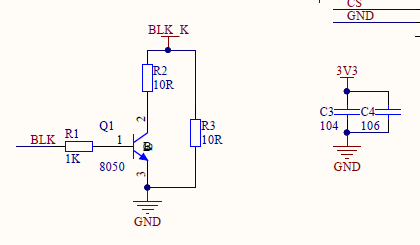 CS
GND
BLK_K
R2
10R
3V3
2
C3
C4
104
106
BLK
R1
Q1
1
R3
10R
1K
8050
3
GND
GND